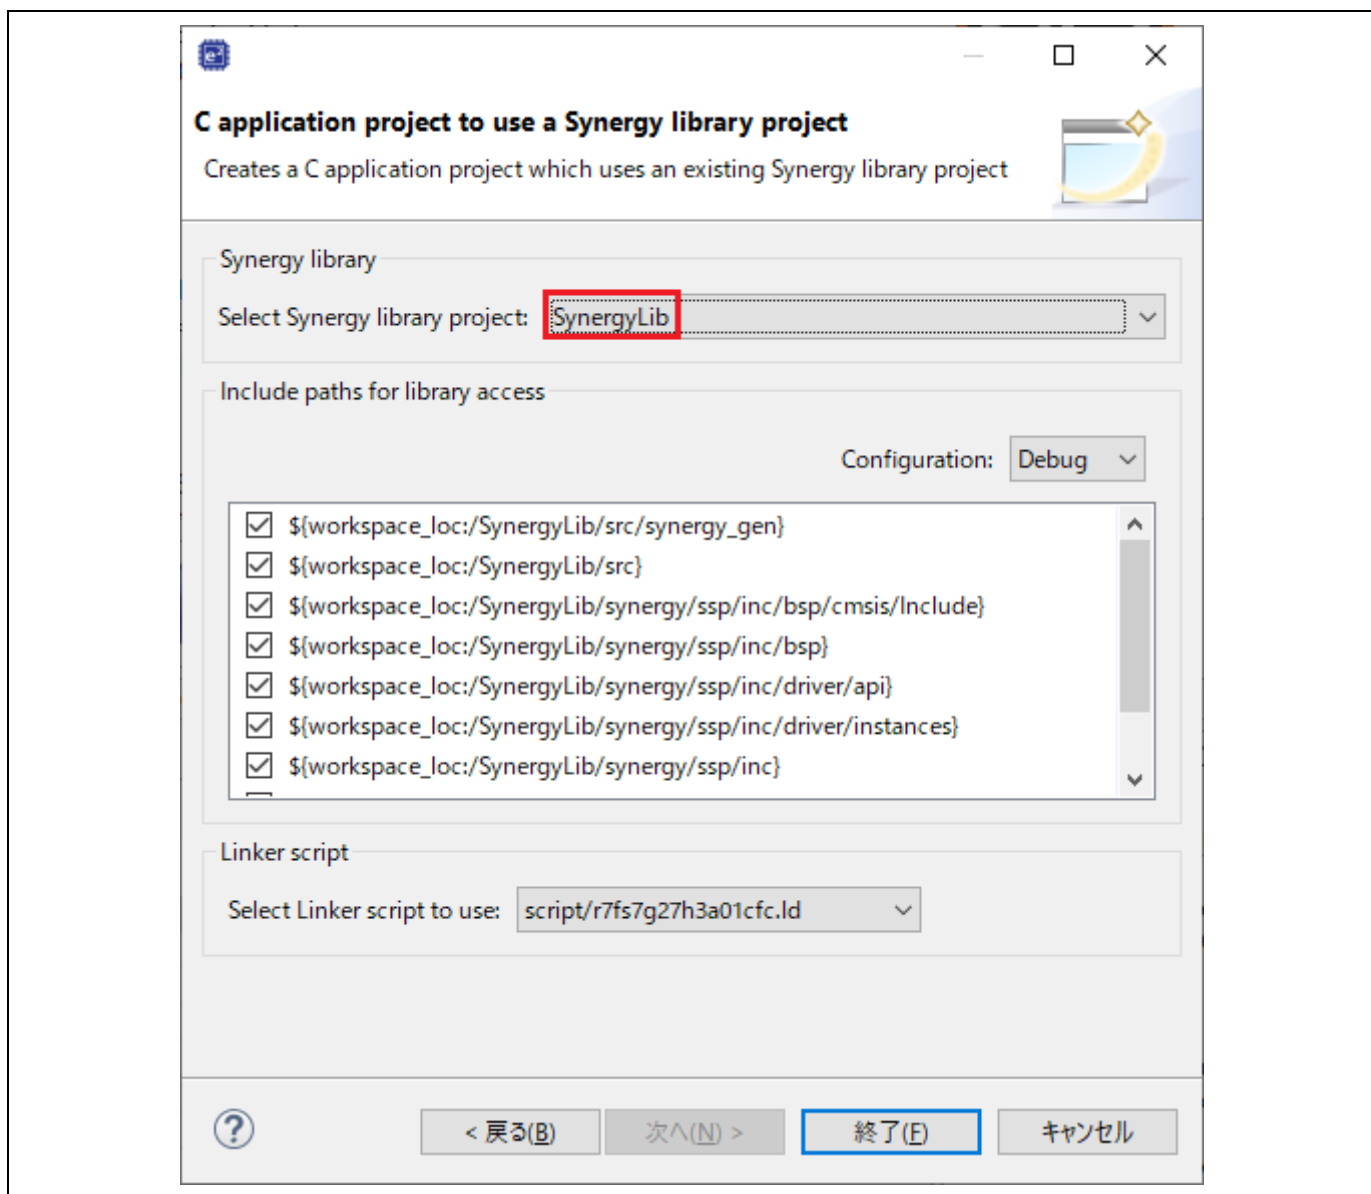 e²
C application project to use a Synergy library project
Creates a C application project which uses an existing Synergy library project
Synergy library
Select Synergy library project: SynergyLib
Include paths for library access
Configuration: Debug
${workspace_loc:/SynergyLib/src/synergy_gen}
${workspace_loc:/SynergyLib/src}
${workspace_loc:/SynergyLib/synergy/ssp/inc/bsp/cmsis/Include}
${workspace_loc:/SynergyLib/synergy/ssp/inc/bsp}
${workspace_loc:/SynergyLib/synergy/ssp/inc/driver/api}
${workspace_loc:/SynergyLib/synergy/ssp/inc/driver/instances}
${workspace_loc:/SynergyLib/synergy/ssp/inc}
Linker script
Select Linker script to use: script/r7fs7g27h3a01cfc.ld
? < 戻る(B) 次へ(N) > 終了(F) キャンセル